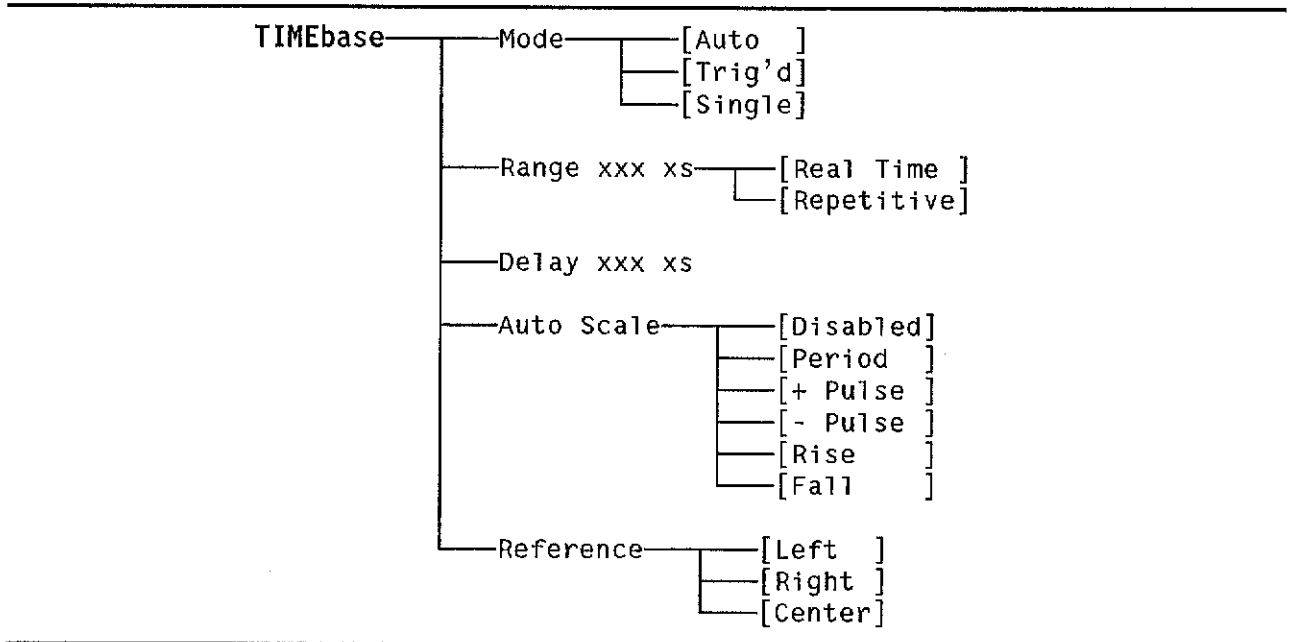 TIMEbase Mode [Auto ]
[Trig'd]
[Single]
Range xxx xs [Real Time ]
[Repetitive]
Delay xxx xs
Auto Scale [Disabled]
[Period ]
[+ Pulse ]
[- Pulse ]
[Rise ]
[Fall ]
Reference [Left ]
[Right ]
[Center]